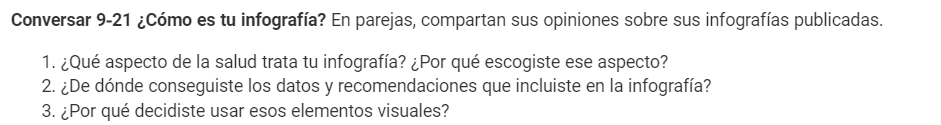 Conversar 9-21 ¿Cómo es tu infografía? En parejas, compartan sus opiniones sobre sus infografías publicadas.
1. ¿Qué aspecto de la salud trata tu infografía? ¿Por qué escogiste ese aspecto?
2. ¿De dónde conseguiste los datos y recomendaciones que incluiste en la infografía?
3. ¿Por qué decidiste usar esos elementos visuales?